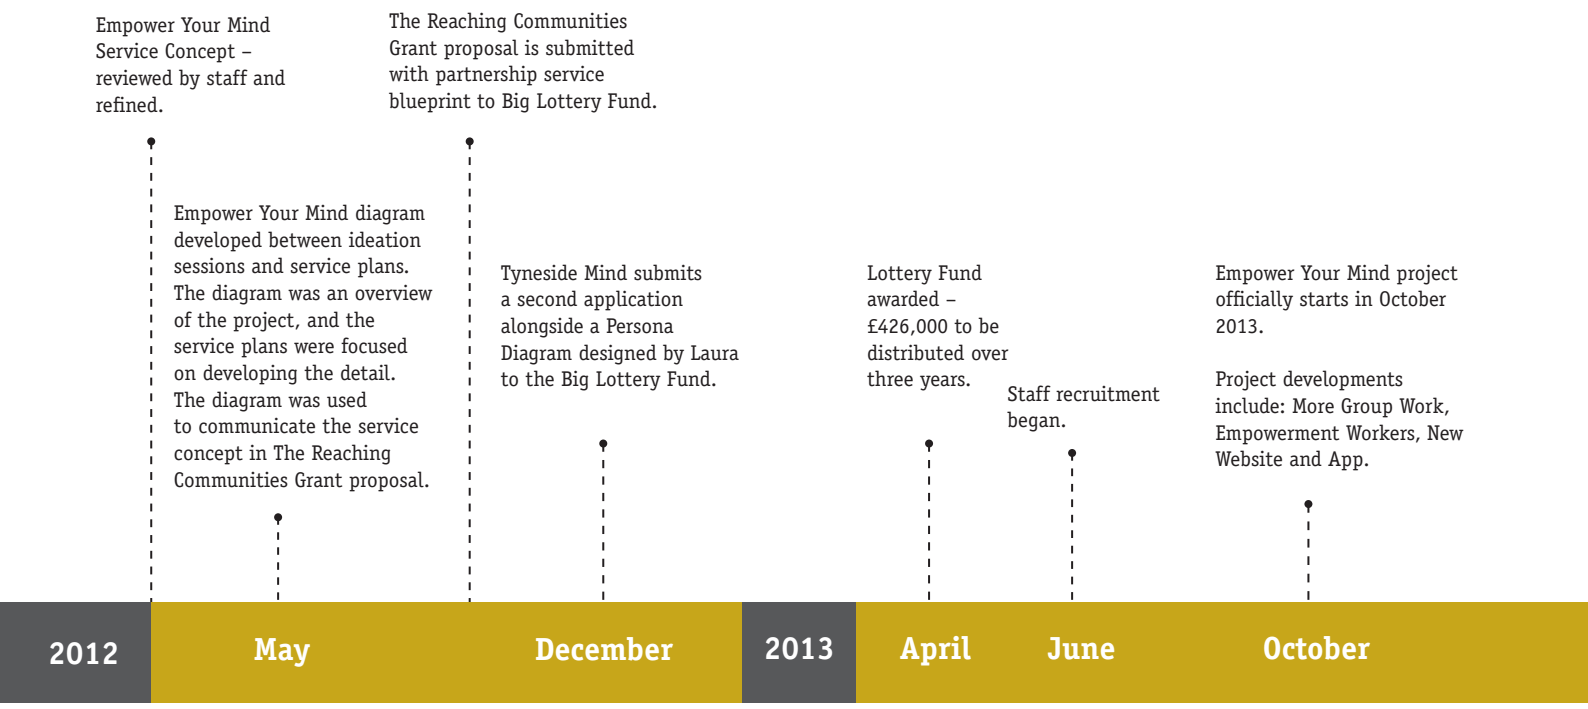 Empower Your Mind
Service Concept –
reviewed by staff and
refined.
The Reaching Communities
Grant proposal is submitted
with partnership service
blueprint to Big Lottery Fund.
Empower Your Mind diagram
developed between ideation
sessions and service plans.
The diagram was an overview
of the project, and the
service plans were focused
on developing the detail.
The diagram was used
to communicate the service
concept in The Reaching
Communities Grant proposal.
Tyneside Mind submits
a second application
alongside a Persona
Diagram designed by Laura
to the Big Lottery Fund.
Lottery Fund
awarded –
£426,000 to be
distributed over
three years.
Staff recruitment
began.
Empower Your Mind project
officially starts in October
2013.
Project developments
include: More Group Work,
Empowerment Workers, New
Website and App.
2012
May
December
2013
April
June
October